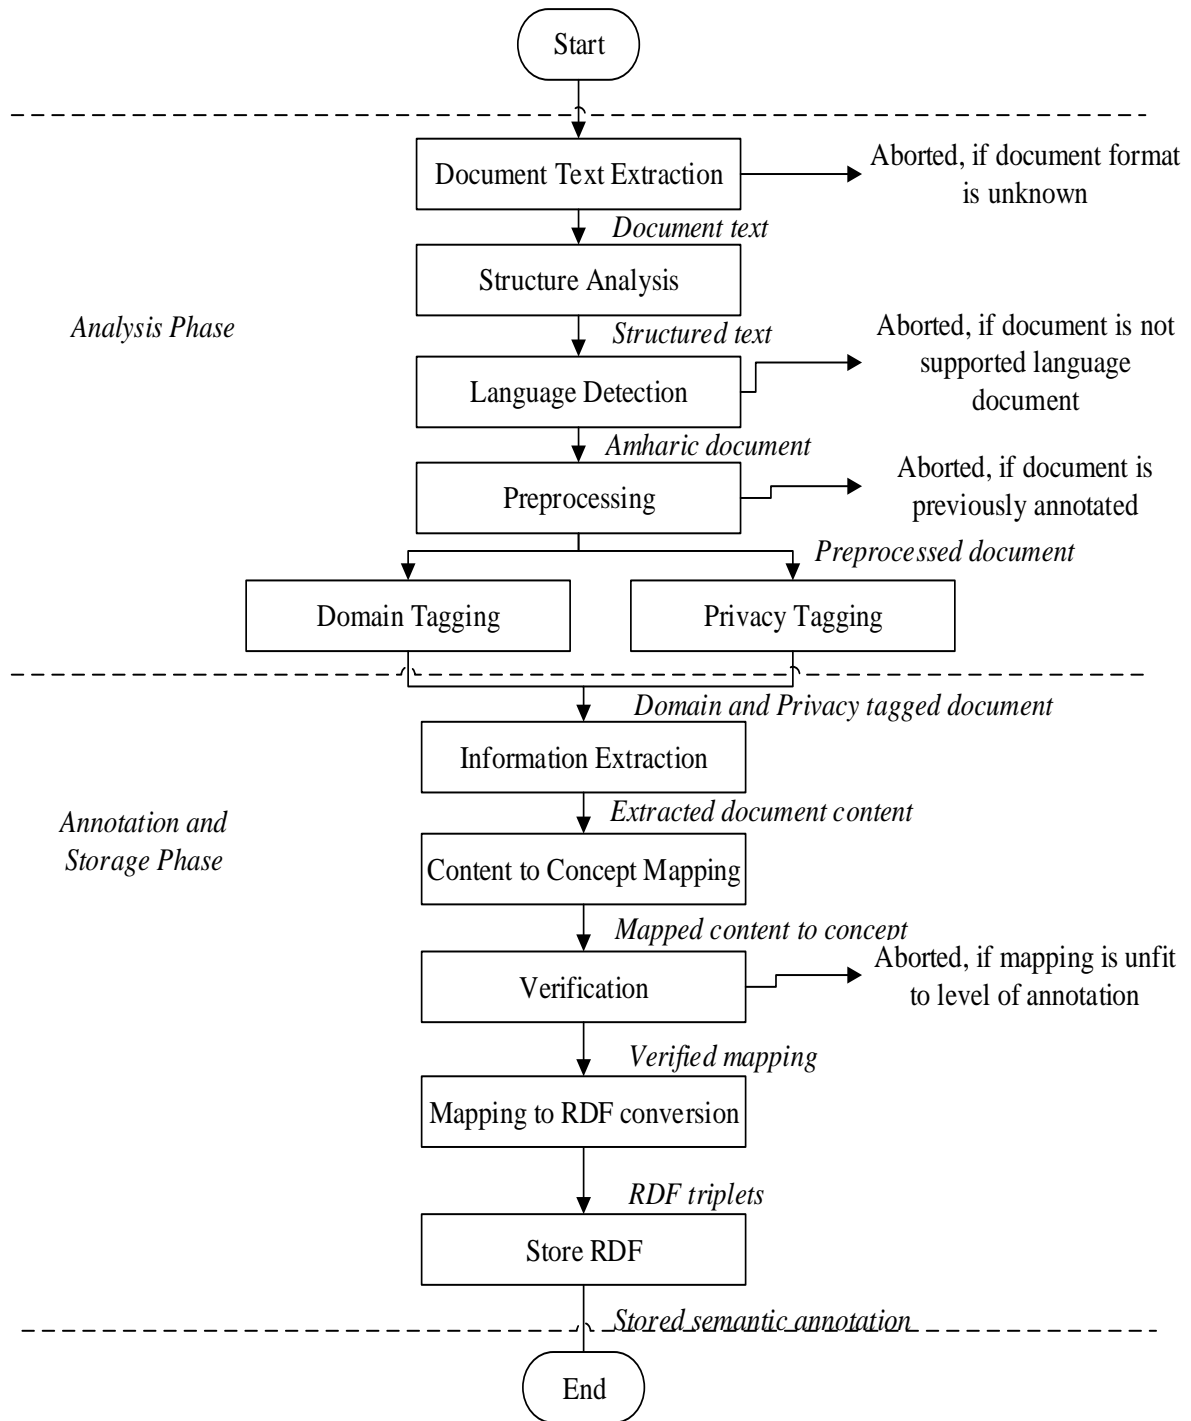 Start
Document Text Extraction
Aborted, if document format
is unknown
Document text
Structure Analysis
Analysis Phase
Structured text
Aborted, if document is not
supported language
document
Language Detection
Amharic document
Preprocessing
Aborted, if document is
previously annotated
Preprocessed document
Domain Tagging
Privacy Tagging
Domain and Privacy tagged document
Information Extraction
Extracted document content
Annotation and
Storage Phase
Content to Concept Mapping
Mapped content to concept
Verification
Aborted, if mapping is unfit
to level of annotation
Verified mapping
Mapping to RDF conversion
RDF triplets
Store RDF
Stored semantic annotation
End